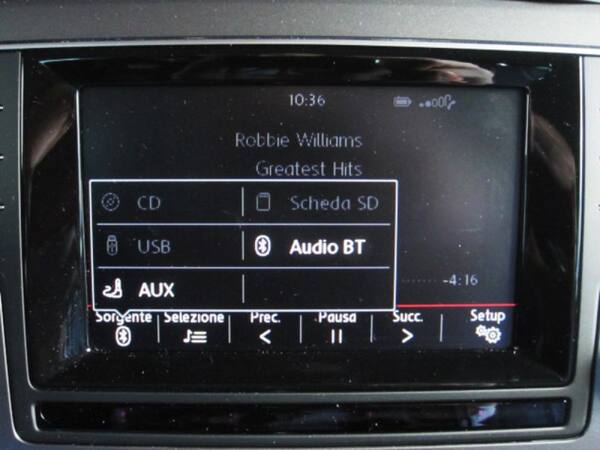 10:36
Robbie Williams
Greatest Hits
CD Scheda SD
USB Audio BT
AUX
-4:16
Sorgente Selezione Prec. Pausa Succ. Setup